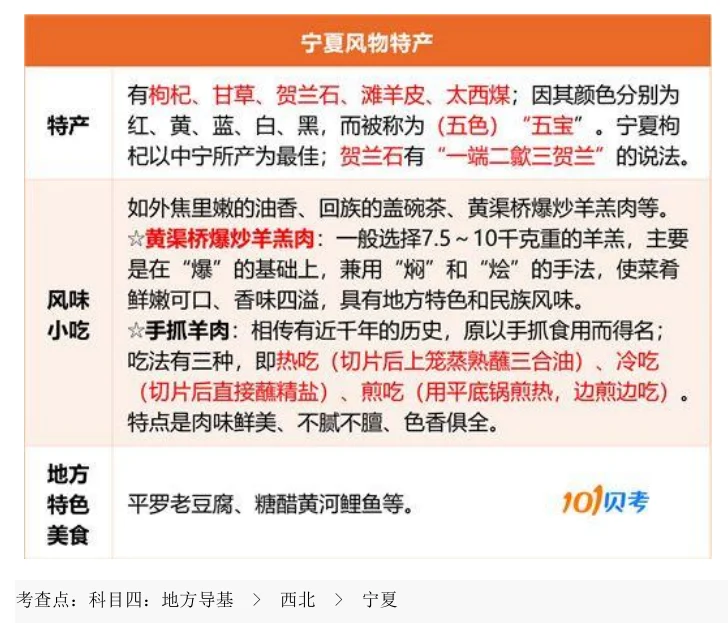 宁夏风物特产
特产
有枸杞、甘草、贺兰石、滩羊皮、太西煤；因其颜色分别为
红、黄、蓝、白、黑，而被称为（五色）“五宝”。宁夏枸
杞以中宁所产为最佳；贺兰石有“一端二歙三贺兰”的说法。
风味
小吃
如外焦里嫩的油香、回族的盖碗茶、黄渠桥爆炒羊羔肉等。
☆黄渠桥爆炒羊羔肉：一般选择7.5～10千克重的羊羔，主要
是在“爆”的基础上，兼用“焖”和“烩”的手法，使菜肴
鲜嫩可口、香味四溢，具有地方特色和民族风味。
☆手抓羊肉：相传有近千年的历史，原以手抓食用而得名；
吃法有三种，即热吃（切片后上笼蒸熟蘸三合油）、冷吃
（切片后直接蘸精盐）、煎吃（用平底锅煎热，边煎边吃）。
特点是肉味鲜美、不腻不膻、色香俱全。
地方
特色
美食
平罗老豆腐、糖醋黄河鲤鱼等。
101贝考
考查点：科目四：地方导基 > 西北 > 宁夏